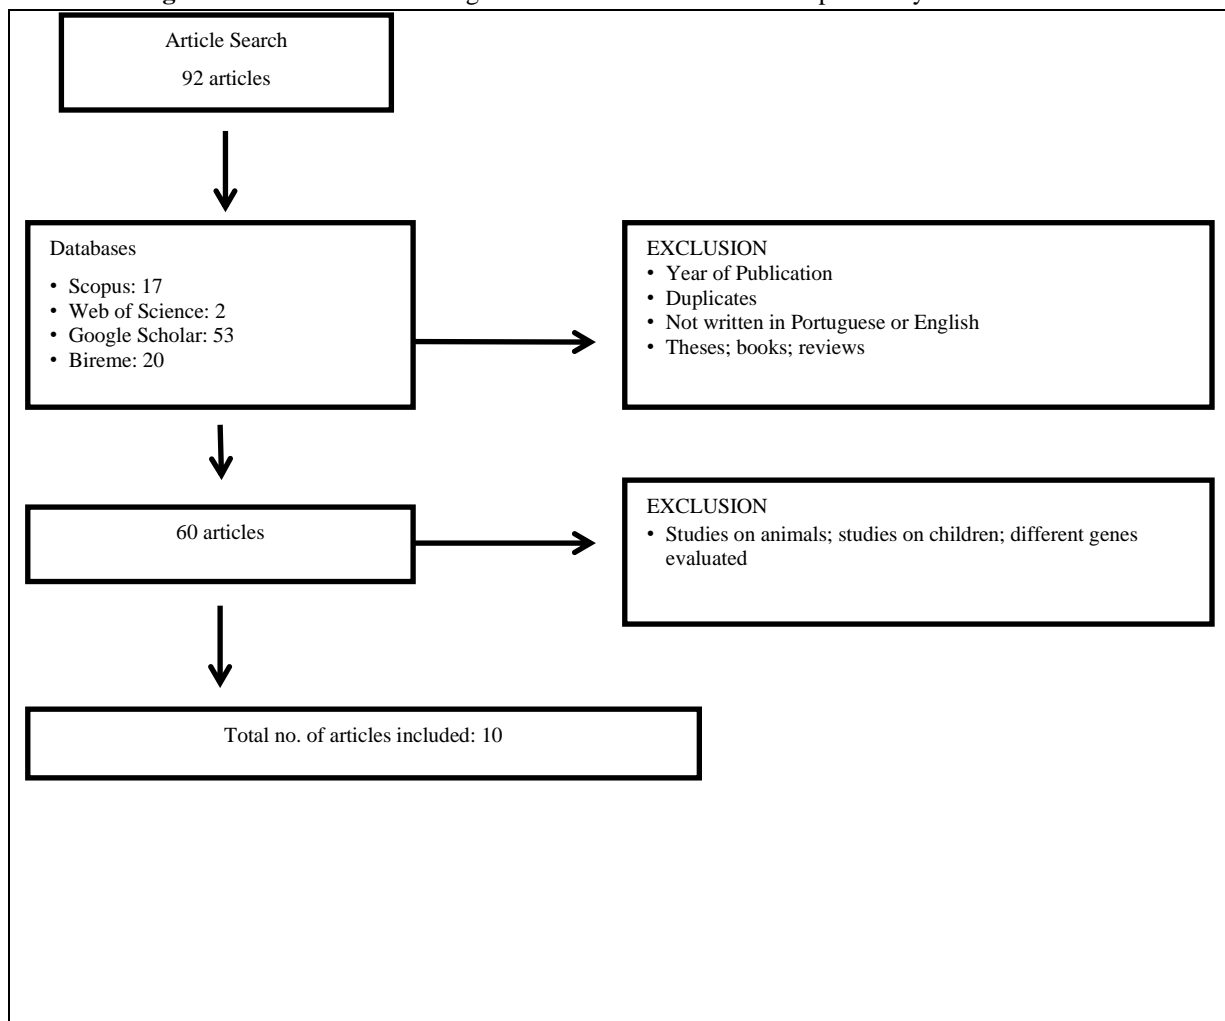 Article Search
92 articles
Databases
• Scopus: 17
• Web of Science: 2
• Google Scholar: 53
• Bireme: 20
EXCLUSION
• Year of Publication
• Duplicates
• Not written in Portuguese or English
• Theses; books; reviews
60 articles
EXCLUSION
• Studies on animals; studies on children; different genes
evaluated
Total no. of articles included: 10